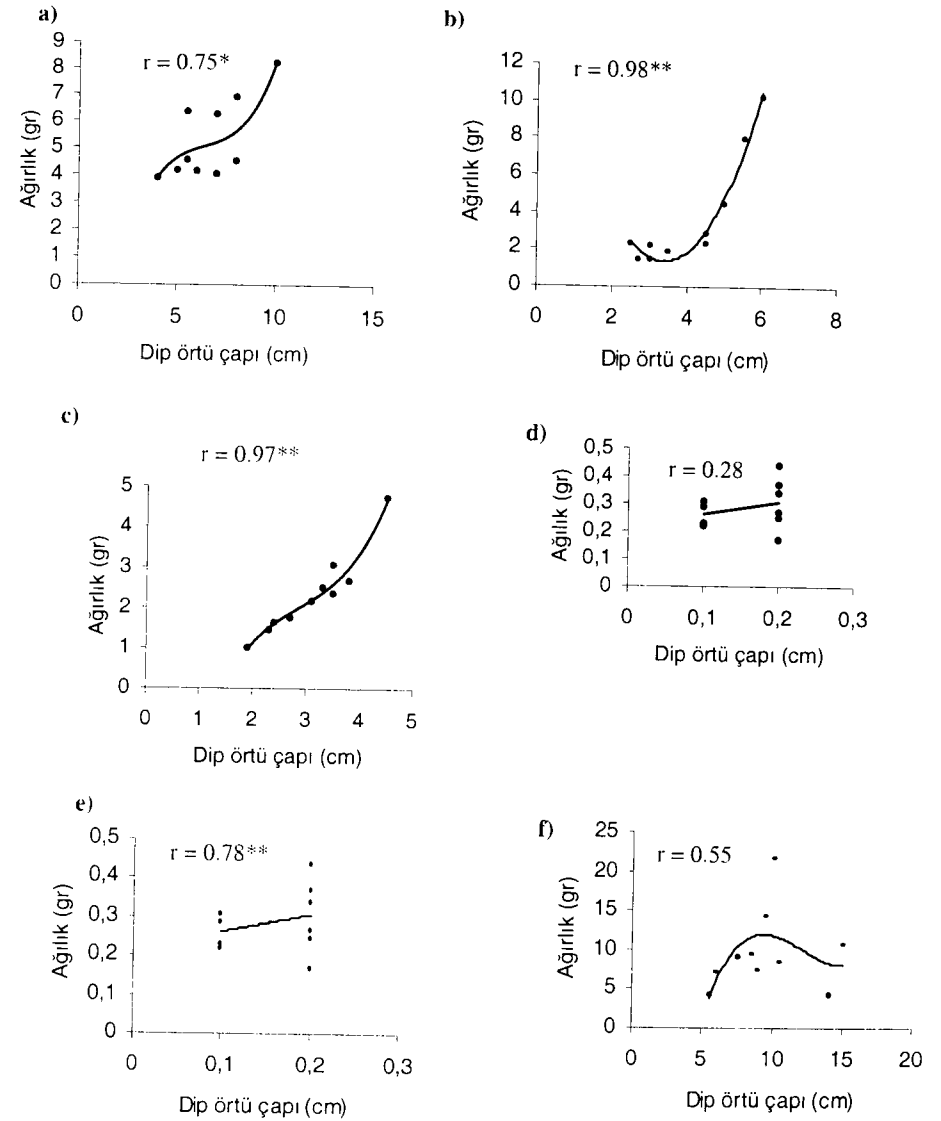 a)
r = 0.75*
9
8
7
6
5
4
3
2
1
0
Ağırlık (gr)
0 5 10 15
Dip örtü çapı (cm)
b)
r = 0.98**
12
10
8
6
4
2
0
Ağırlık (gr)
0 2 4 6 8
Dip örtü çapı (cm)
c)
r = 0.97**
5
4
3
2
1
0
Ağırlık (gr)
0 1 2 3 4 5
Dip örtü çapı (cm)
d)
r = 0.28
0,5
0,4
0,3
0,2
0,1
0
Ağırlık (gr)
0 0,1 0,2 0,3
Dip örtü çapı (cm)
e)
r = 0.78**
0,5
0,4
0,3
0,2
0,1
0
Ağırlık (gr)
0 0,1 0,2 0,3
Dip örtü çapı (cm)
f)
r = 0.55
25
20
15
10
5
0
Ağırlık (gr)
0 5 10 15 20
Dip örtü çapı (cm)